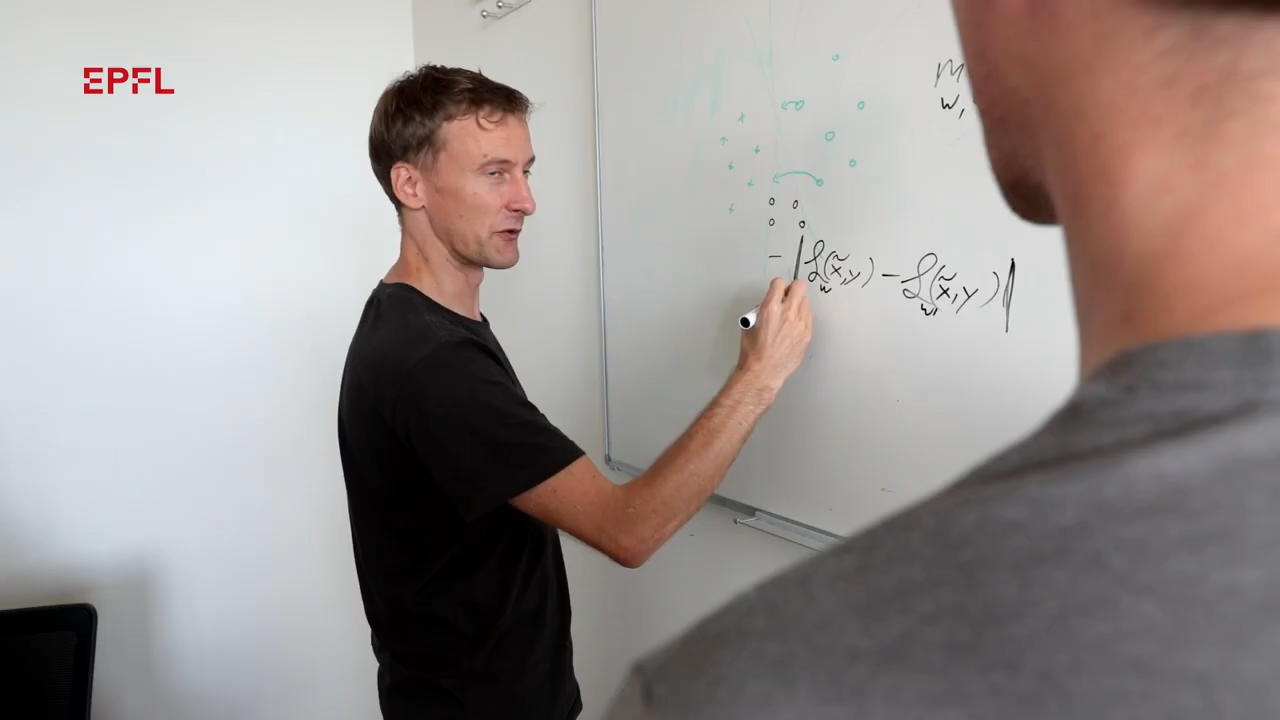 EPFL
M
w,
- | ℒ_w(x̃,y) - ℒ_w'(x̃,y) |